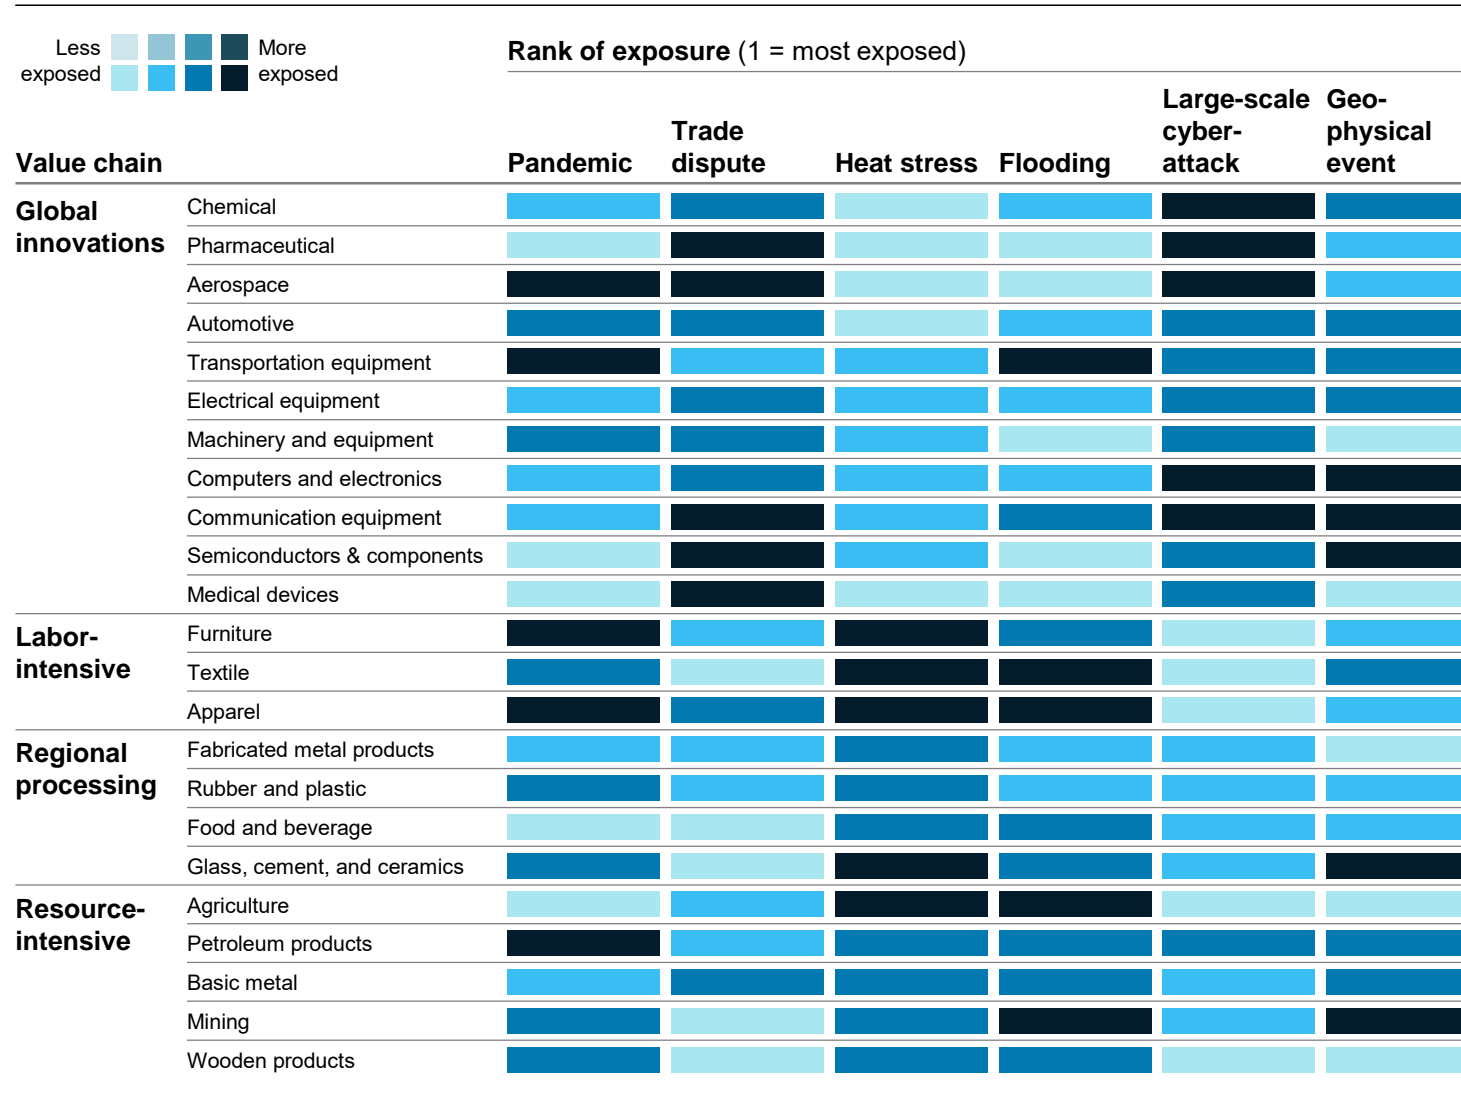 Less
exposed
More
exposed
Rank of exposure (1 = most exposed)
Value chain
Pandemic
Trade
dispute
Heat stress
Flooding
Large-scale
cyber-
attack
Geo-
physical
event
Global
innovations
Chemical
Pharmaceutical
Aerospace
Automotive
Transportation equipment
Electrical equipment
Machinery and equipment
Computers and electronics
Communication equipment
Semiconductors & components
Medical devices
Labor-
intensive
Furniture
Textile
Apparel
Regional
processing
Fabricated metal products
Rubber and plastic
Food and beverage
Glass, cement, and ceramics
Resource-
intensive
Agriculture
Petroleum products
Basic metal
Mining
Wooden products